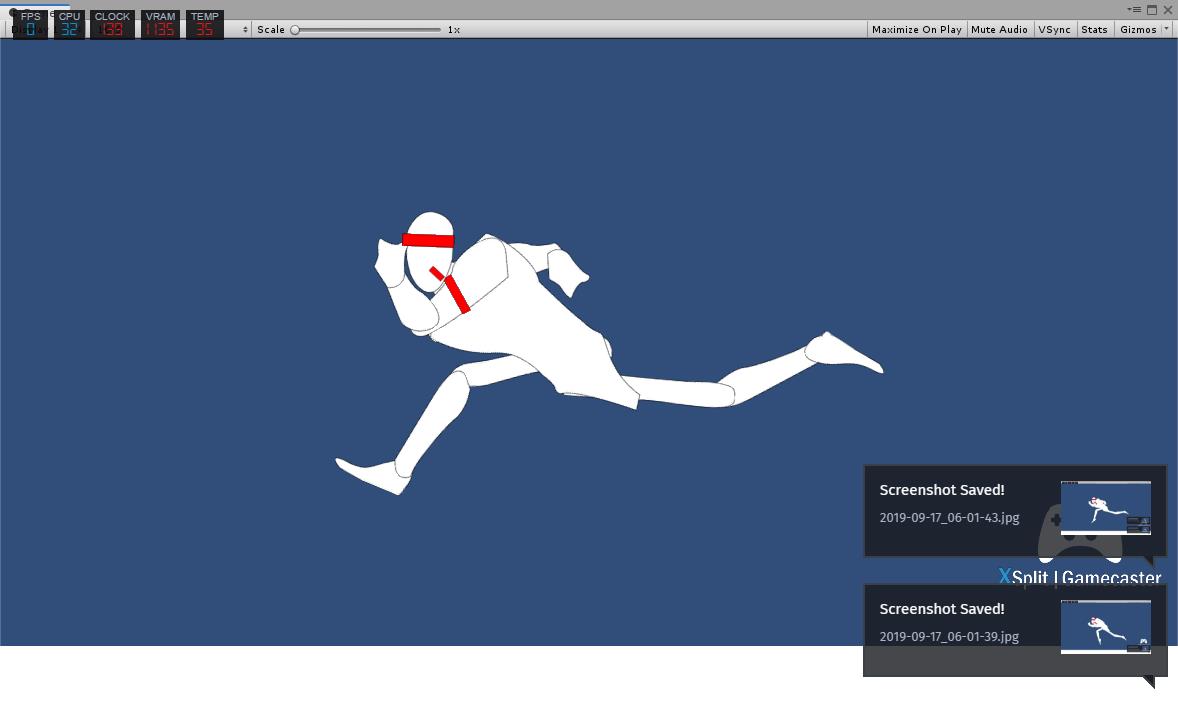 FPS CPU CLOCK VRAM TEMP
0 32 139 1135 35
Scale 1x
Maximize On Play Mute Audio VSync Stats Gizmos
Screenshot Saved!
2019-09-17_06-01-43.jpg
XSplit | Gamecaster
Screenshot Saved!
2019-09-17_06-01-39.jpg